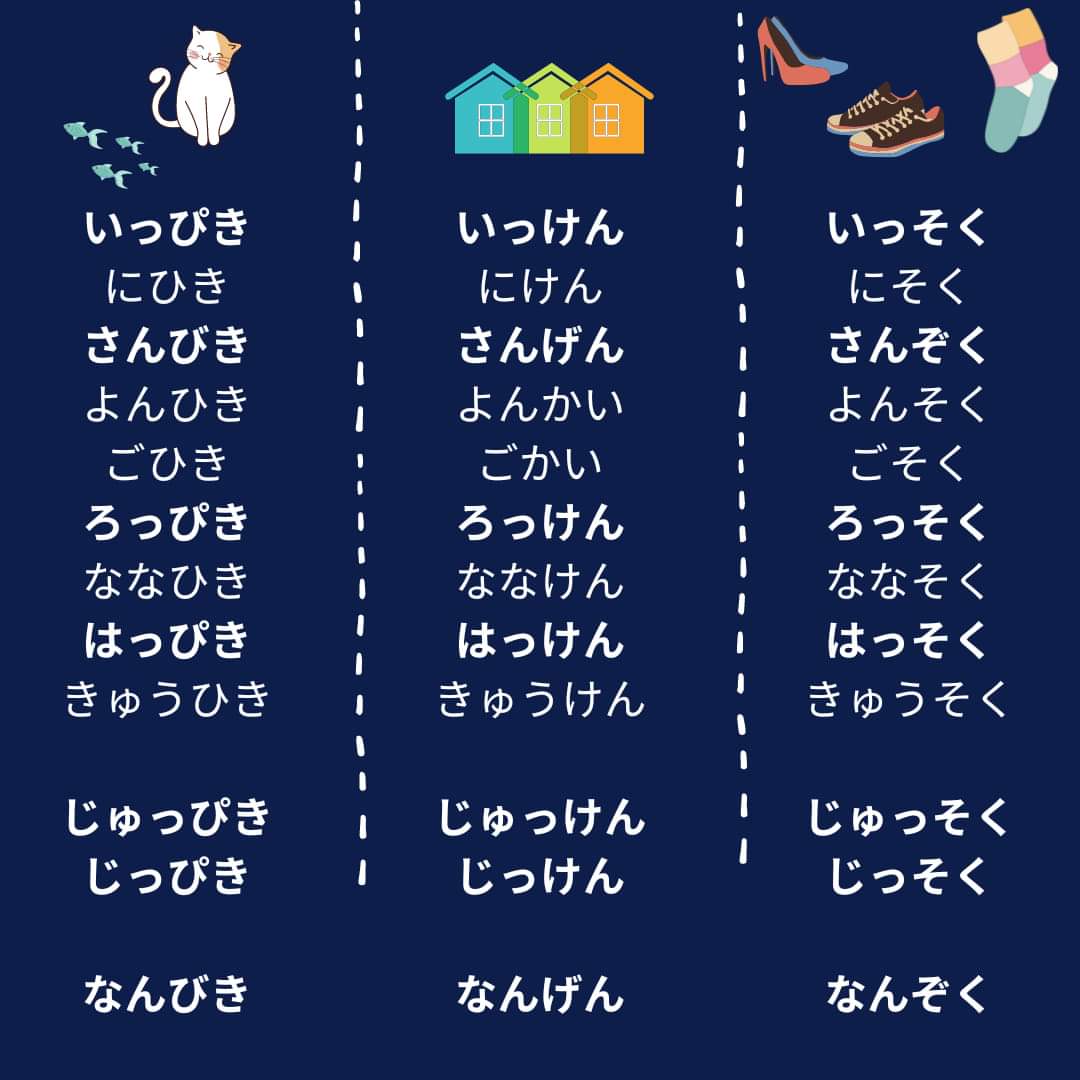 いっぴき
にひき
さんびき
よんひき
ごひき
ろっぴき
ななひき
はっぴき
きゅうひき
じゅっぴき
じっぴき
なんびき
いっけん
にけん
さんげん
よんかい
ごかい
ろっけん
ななけん
はっけん
きゅうけん
じゅっけん
じっけん
なんげん
いっそく
にそく
さんぞく
よんそく
ごそく
ろっそく
ななそく
はっそく
きゅうそく
じゅっそく
じっそく
なんぞく